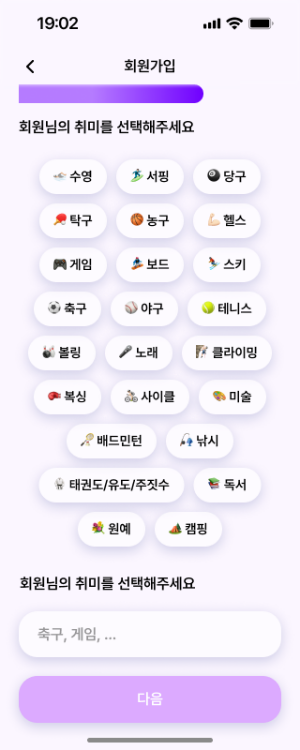 19:02
회원가입
회원님의 취미를 선택해주세요
수영 서핑 당구
탁구 농구 헬스
게임 보드 스키
축구 야구 테니스
볼링 노래 클라이밍
복싱 사이클 미술
배드민턴 낚시
태권도/유도/주짓수 독서
원예 캠핑
회원님의 취미를 선택해주세요
축구, 게임, ...
다음